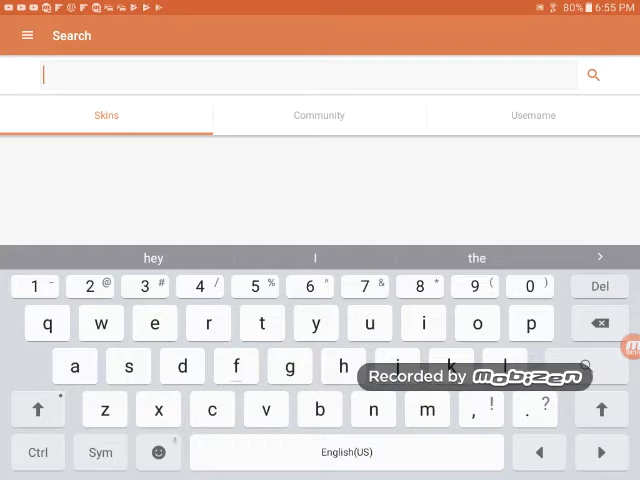 80% 6:55 PM
Search
Skins Community Username
hey I the
1 - 2 @ 3 # 4 / 5 % 6 ^ 7 & 8 * 9 ( 0 ) Del
q w e r t y u i o p
a s d f g h j k l
Recorded by mobizen
z x c v b n m , ! . ?
Ctrl Sym English(US)